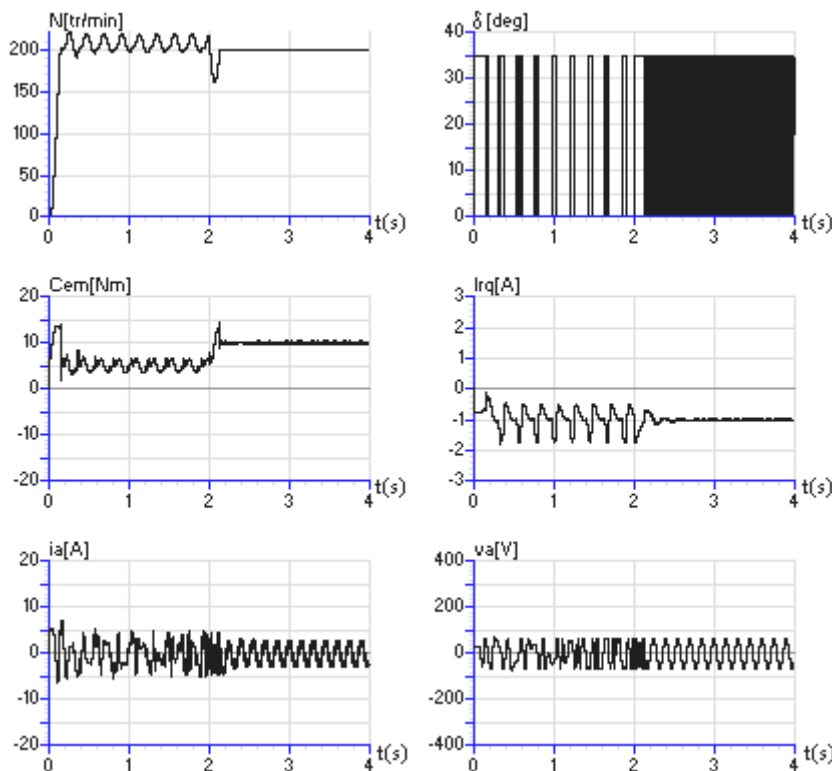 N[tr/min]
200
150
100
50
0
0 1 2 3 4
t(s)
δ [deg]
40
30
20
10
0
0 1 2 3 4
t(s)
Cem[Nm]
20
10
0
-10
-20
0 1 2 3 4
t(s)
Irq[A]
3
2
1
0
-1
-2
-3
0 1 2 3 4
t(s)
ia[A]
20
10
0
-10
-20
0 1 2 3 4
t(s)
va[V]
400
200
0
-200
-400
0 1 2 3 4
t(s)